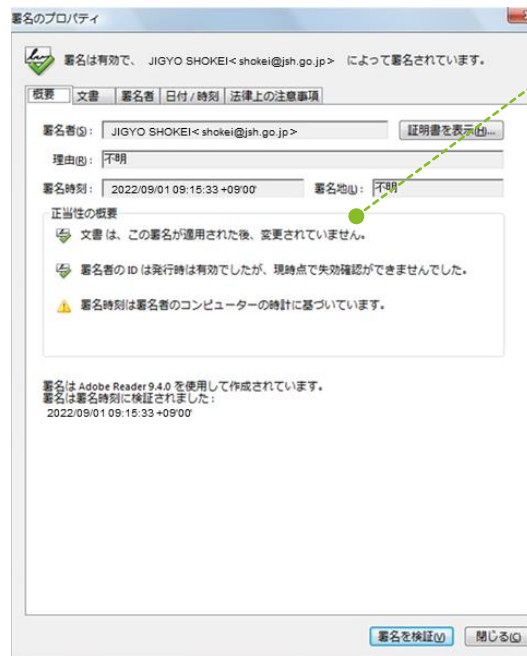 署名のプロパティ
署名は有効で、 JIGYO SHOKEI< shokei@jsh.go.jp> によって署名されています。
概要 文書 署名者 日付/時刻 法律上の注意事項
署名者(S): JIGYO SHOKEI< shokei@jsh.go.jp> 証明書を表示(H)...
理由(R): 不明
署名時刻: 2022/09/01 09:15:33 +09'00' 署名地(L): 不明
正当性の概要
文書 は、この署名が適用された後、変更されていません。
署名者の ID は発行時は有効でしたが、現時点で失効確認ができませんでした。
署名時刻は署名者のコンピューターの時計に基づいています。
署名は Adobe Reader 9.4.0 を使用して作成されています。
署名は署名時刻に検証されました:
2022/09/01 09:15:33 +09'00'
署名を検証(V) 閉じる(C)